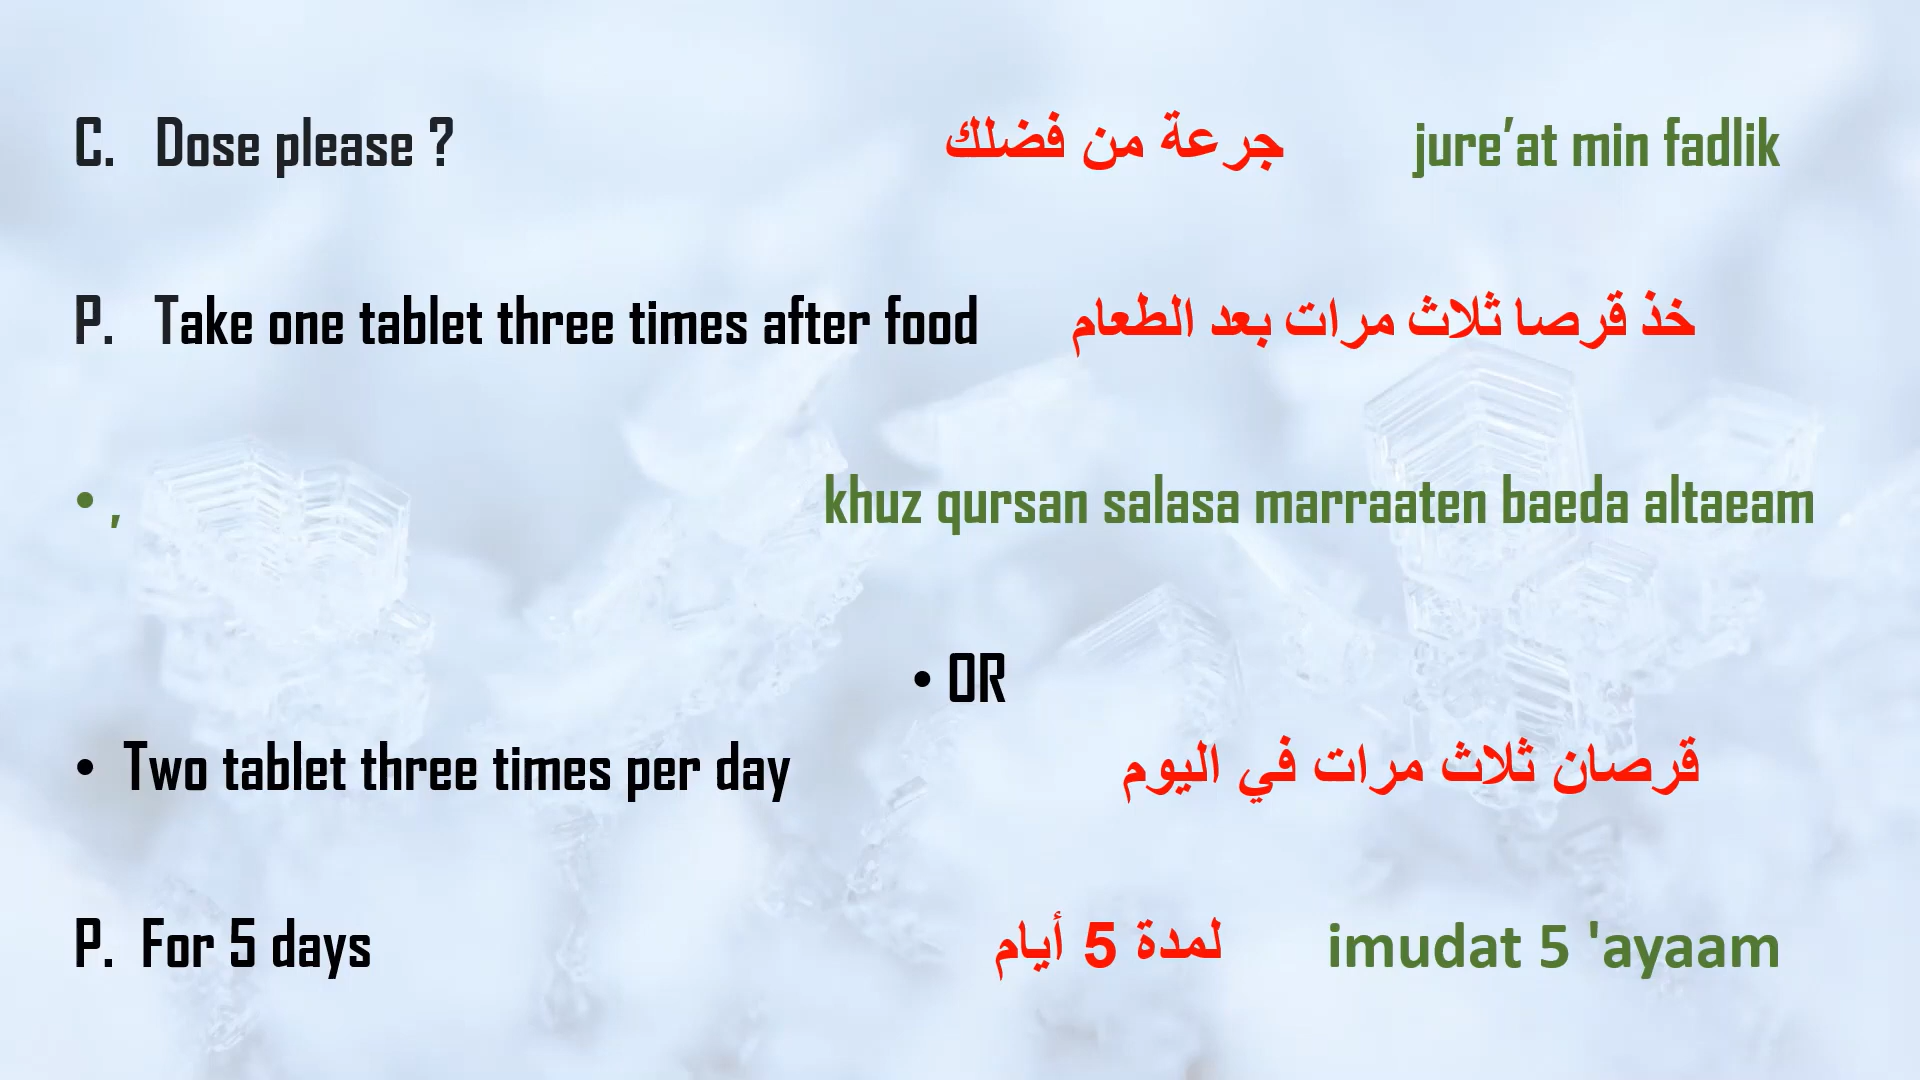 C. Dose please ? جرعة من فضلك jure’at min fadlik
P. Take one tablet three times after food خذ قرصا ثلاث مرات بعد الطعام
• , khuz qursan salasa marraaten baeda altaeam
• OR
• Two tablet three times per day قرصان ثلاث مرات في اليوم
P. For 5 days لمدة 5 أيام imudat 5 'ayaam